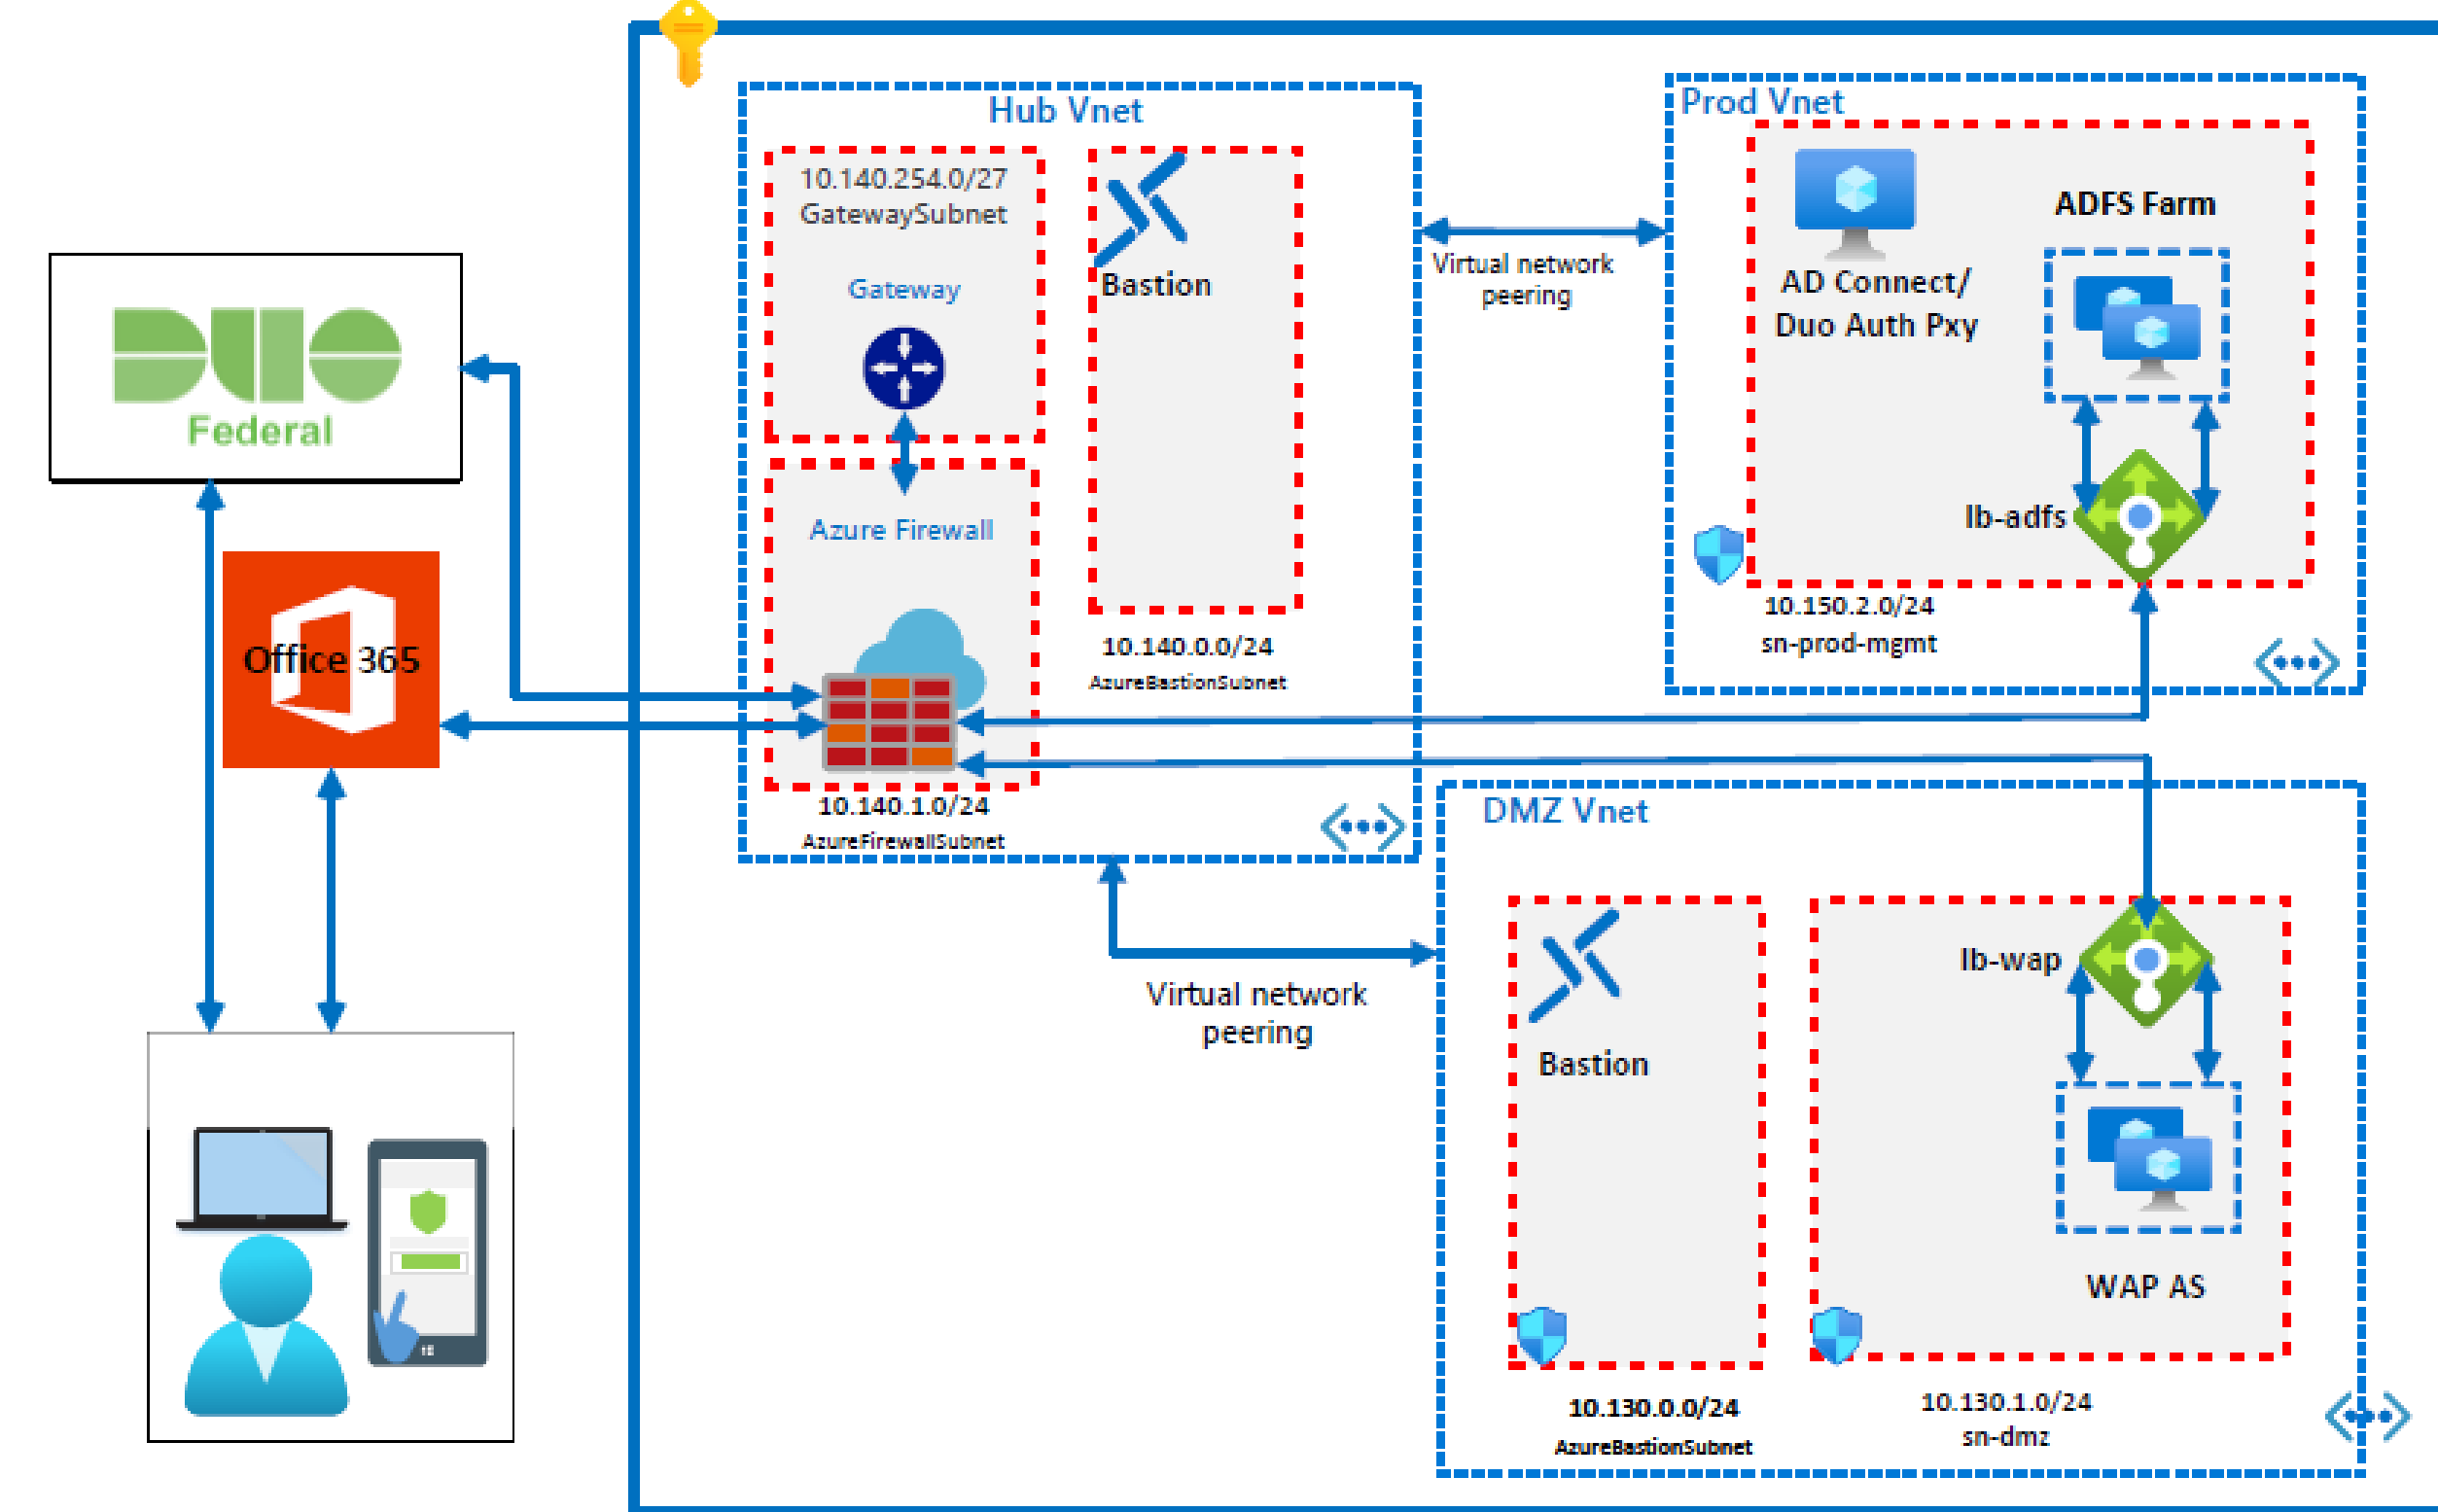 Hub Vnet
10.140.254.0/27
GatewaySubnet
Gateway
Bastion
Azure Firewall
10.140.0.0/24
AzureBastionSubnet
10.140.1.0/24
AzureFirewallSubnet
Virtual network
peering
Prod Vnet
ADFS Farm
AD Connect/
Duo Auth Pxy
lb-adfs
10.150.2.0/24
sn-prod-mgmt
DUO
Federal
Office 365
Virtual network
peering
DMZ Vnet
Bastion
lb-wap
WAP AS
10.130.0.0/24
AzureBastionSubnet
10.130.1.0/24
sn-dmz